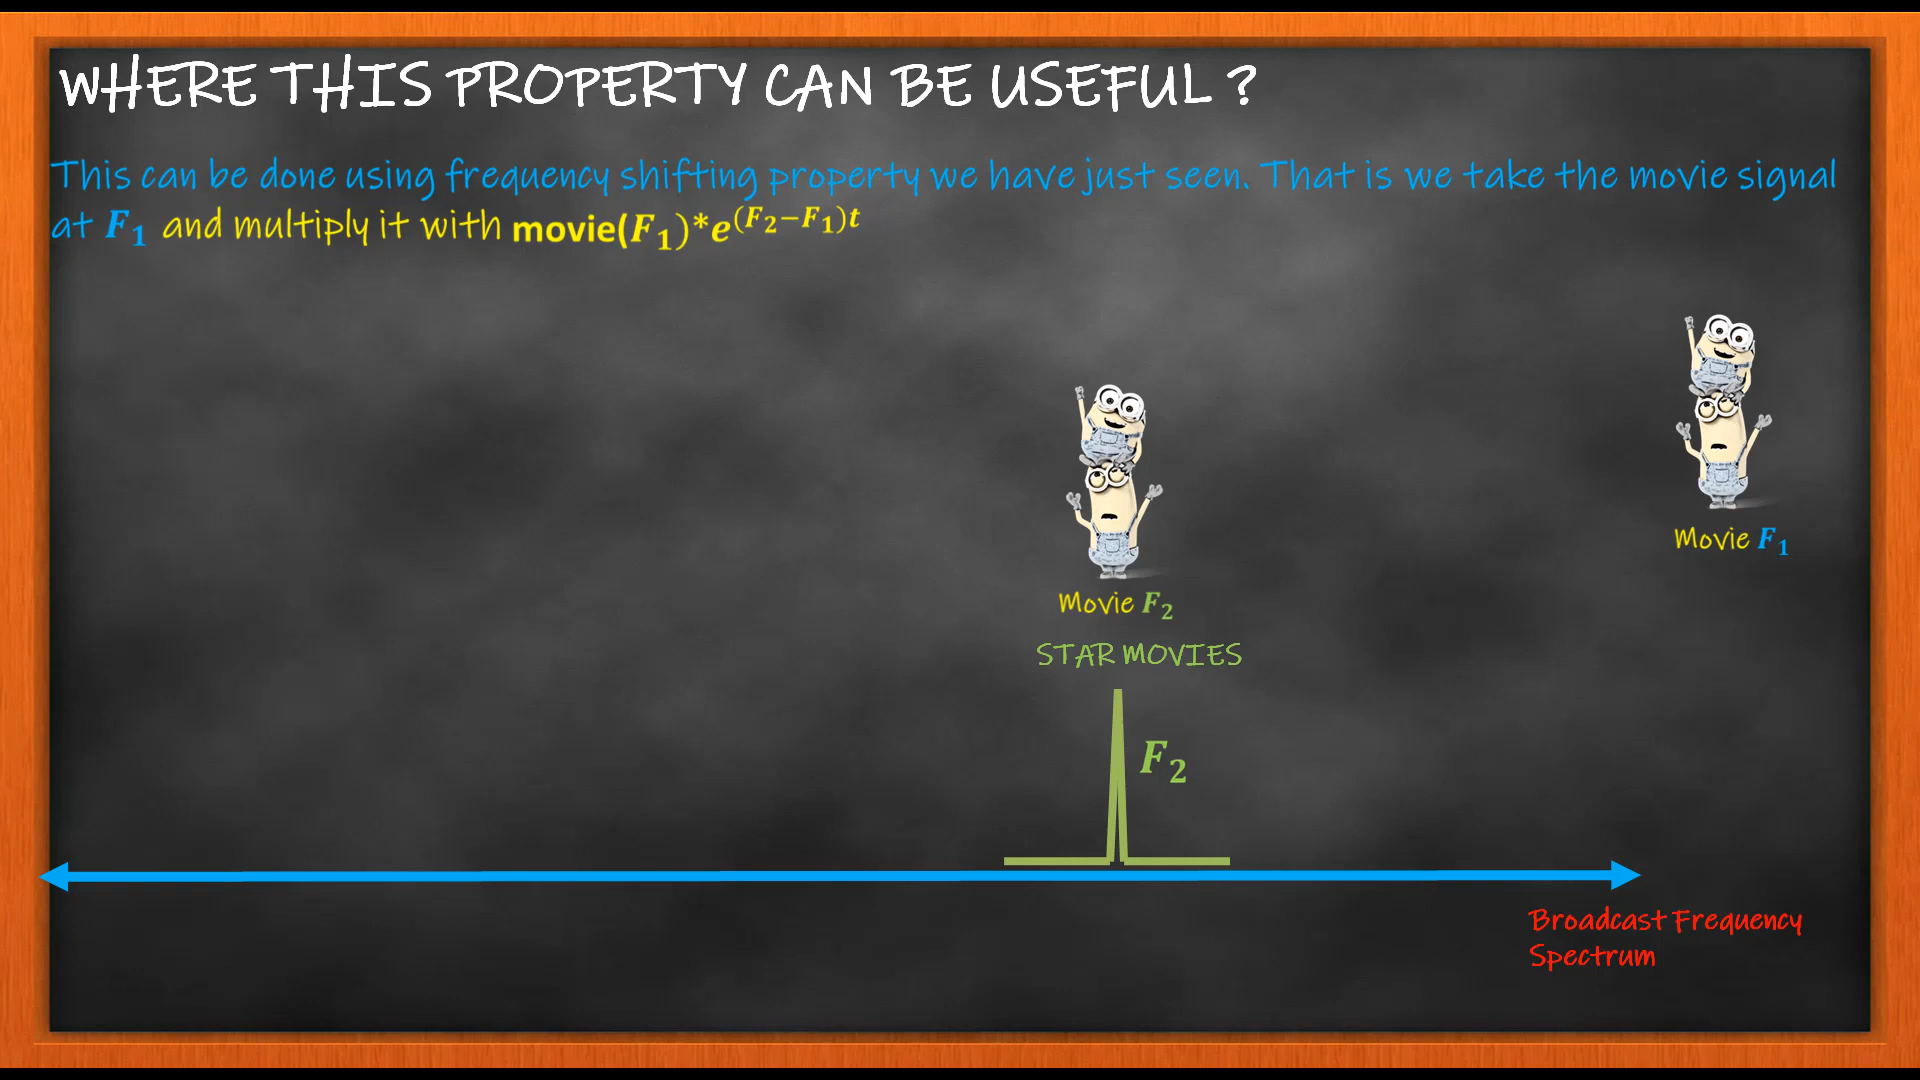 WHERE THIS PROPERTY CAN BE USEFUL ?
This can be done using frequency shifting property we have just seen. That is we take the movie signal
at F₁ and multiply it with movie(F₁)*e^(F₂−F₁)t
Movie F₁
Movie F₂
STAR MOVIES
F₂
Broadcast Frequency
Spectrum